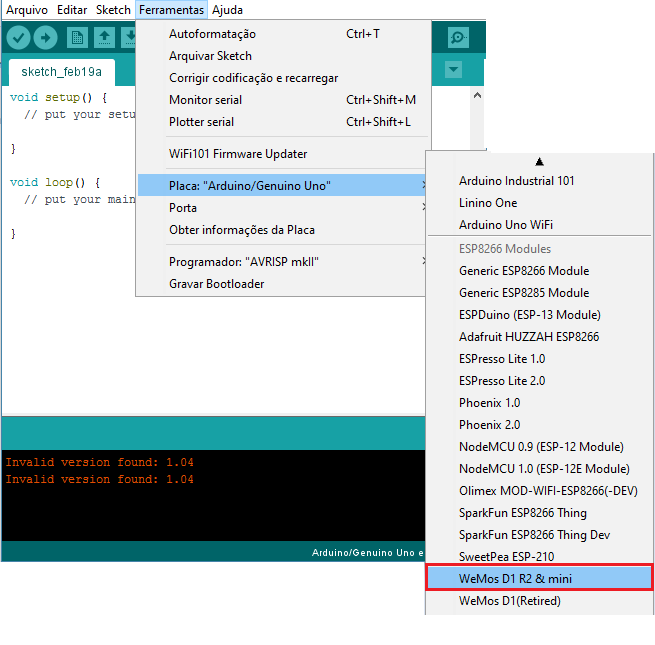 Arquivo Editar Sketch Ferramentas Ajuda
Autoformatação Ctrl+T
Arquivar Sketch
Corrigir codificação e recarregar
Monitor serial Ctrl+Shift+M
Plotter serial Ctrl+Shift+L
WiFi101 Firmware Updater
Placa: "Arduino/Genuino Uno"
Porta
Obter informações da Placa
Programador: "AVRISP mkII"
Gravar Bootloader
sketch_feb19a
void setup() {
// put your setu
}
void loop() {
// put your main
}
Arduino Industrial 101
Linino One
Arduino Uno WiFi
ESP8266 Modules
Generic ESP8266 Module
Generic ESP8285 Module
ESPDuino (ESP-13 Module)
Adafruit HUZZAH ESP8266
ESPresso Lite 1.0
ESPresso Lite 2.0
Phoenix 1.0
Phoenix 2.0
NodeMCU 0.9 (ESP-12 Module)
NodeMCU 1.0 (ESP-12E Module)
Olimex MOD-WIFI-ESP8266(-DEV)
SparkFun ESP8266 Thing
SparkFun ESP8266 Thing Dev
SweetPea ESP-210
WeMos D1 R2 & mini
WeMos D1(Retired)
Invalid version found: 1.04
Invalid version found: 1.04
Arduino/Genuino Uno e